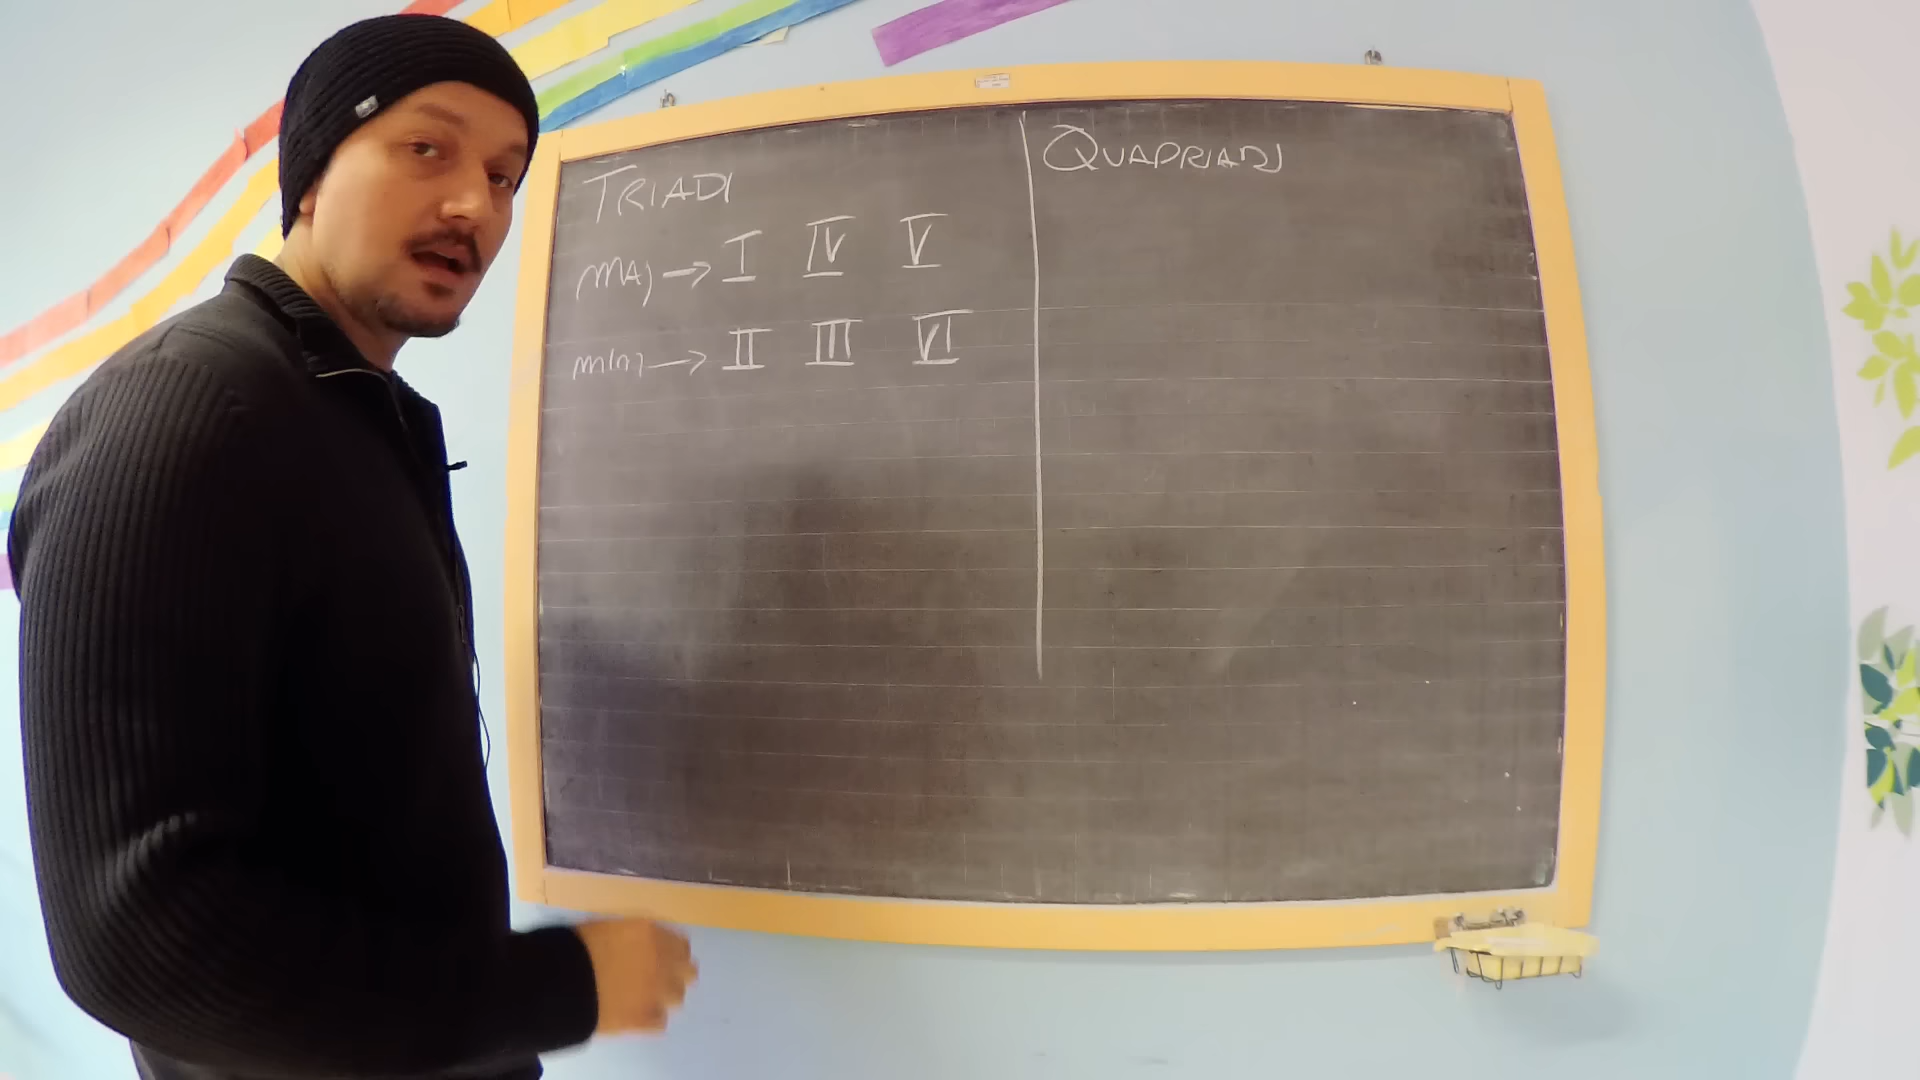 TRIADI
MAJ → I IV V
min → II III VI
QUADRIADI